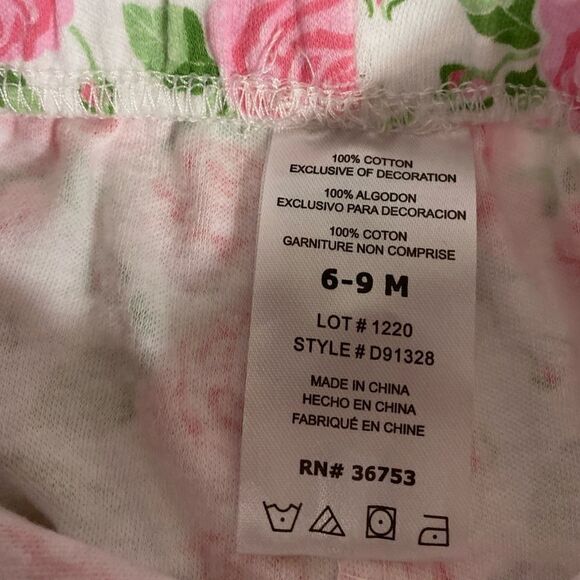 100% COTTON
EXCLUSIVE OF DECORATION
100% ALGODON
EXCLUSIVO PARA DECORACION
100% COTON
GARNITURE NON COMPRISE
6-9 M
LOT # 1220
STYLE # D91328
MADE IN CHINA
HECHO EN CHINA
FABRIQUÉ EN CHINE
RN# 36753